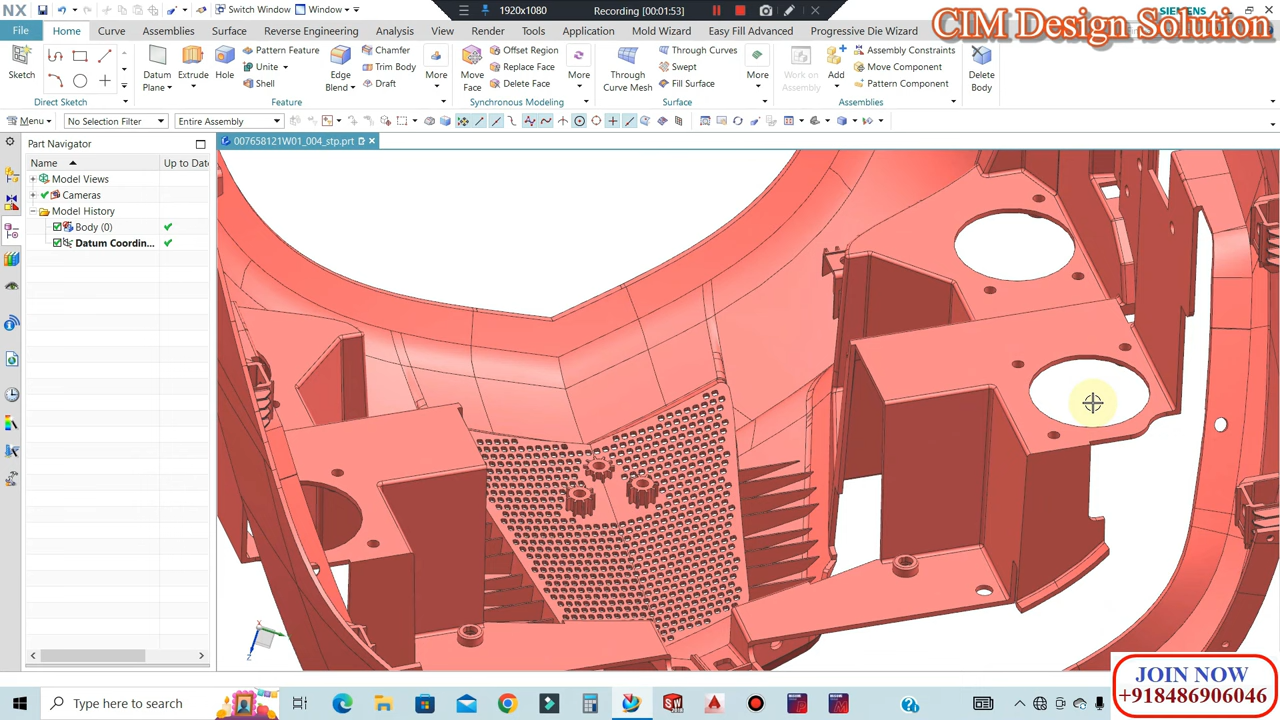 NX
Switch Window
Window
1920x1080
Recording [00:01:53]
SIEMENS
CIM Design Solution
File
Home
Curve
Assemblies
Surface
Reverse Engineering
Analysis
View
Render
Tools
Application
Mold Wizard
Easy Fill Advanced
Progressive Die Wizard
Sketch
Direct Sketch
Datum
Plane
Extrude
Hole
Pattern Feature
Unite
Shell
Edge
Blend
Chamfer
Trim Body
Draft
More
Feature
Move
Face
Offset Region
Replace Face
Delete Face
More
Synchronous Modeling
Through
Curve Mesh
Through Curves
Swept
Fill Surface
More
Surface
Work on
Assembly
Add
Assembly Constraints
Move Component
Pattern Component
Assemblies
Delete
Body
Menu
No Selection Filter
Entire Assembly
Part Navigator
007658121W01_004_stp.prt
Name
Up to Date
Model Views
Cameras
Model History
Body (0)
Datum Coordin...
X
Z
JOIN NOW
+918486906046
Type here to search